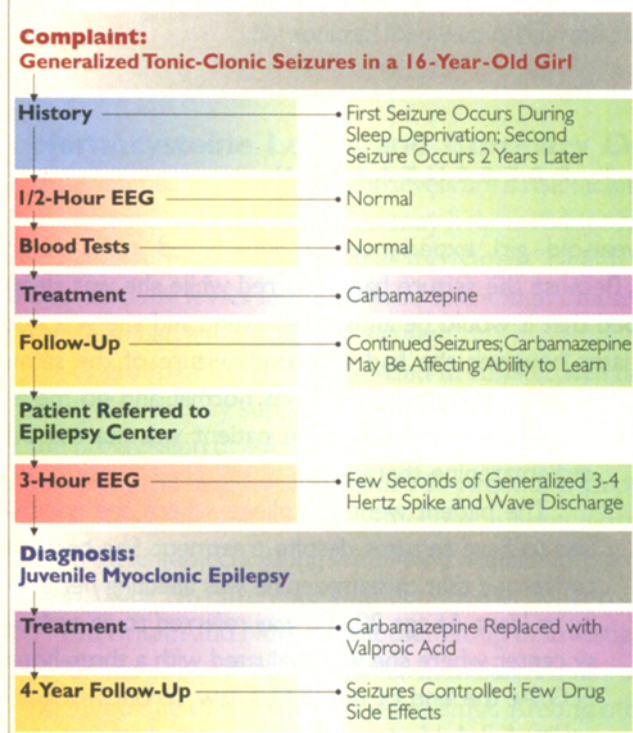 Complaint:
Generalized Tonic-Clonic Seizures in a 16-Year-Old Girl
History
First Seizure Occurs During
Sleep Deprivation; Second
Seizure Occurs 2 Years Later
1/2-Hour EEG
Normal
Blood Tests
Normal
Treatment
Carbamazepine
Follow-Up
Continued Seizures; Carbamazepine
May Be Affecting Ability to Learn
Patient Referred to
Epilepsy Center
3-Hour EEG
Few Seconds of Generalized 3-4
Hertz Spike and Wave Discharge
Diagnosis:
Juvenile Myoclonic Epilepsy
Treatment
Carbamazepine Replaced with
Valproic Acid
4-Year Follow-Up
Seizures Controlled; Few Drug
Side Effects